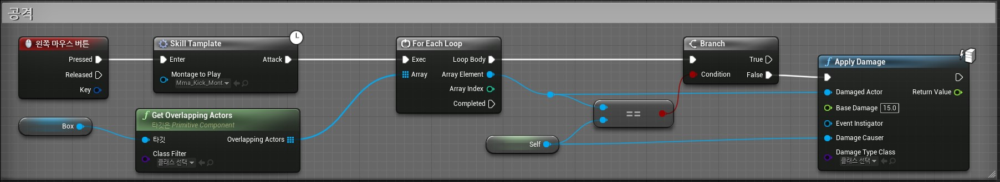 공격
왼쪽 마우스 버튼
Pressed
Released
Key
Skill Tamplate
Enter
Attack
Montage to Play
Mma_Kick_Mont
Box
Get Overlapping Actors
타깃은 Primitive Component
타깃
Overlapping Actors
Class Filter
클래스 선택
For Each Loop
Exec
Loop Body
Array
Array Element
Array Index
Completed
Self
==
Branch
True
Condition
False
Apply Damage
Damaged Actor
Return Value
Base Damage 15.0
Event Instigator
Damage Causer
Damage Type Class
클래스 선택